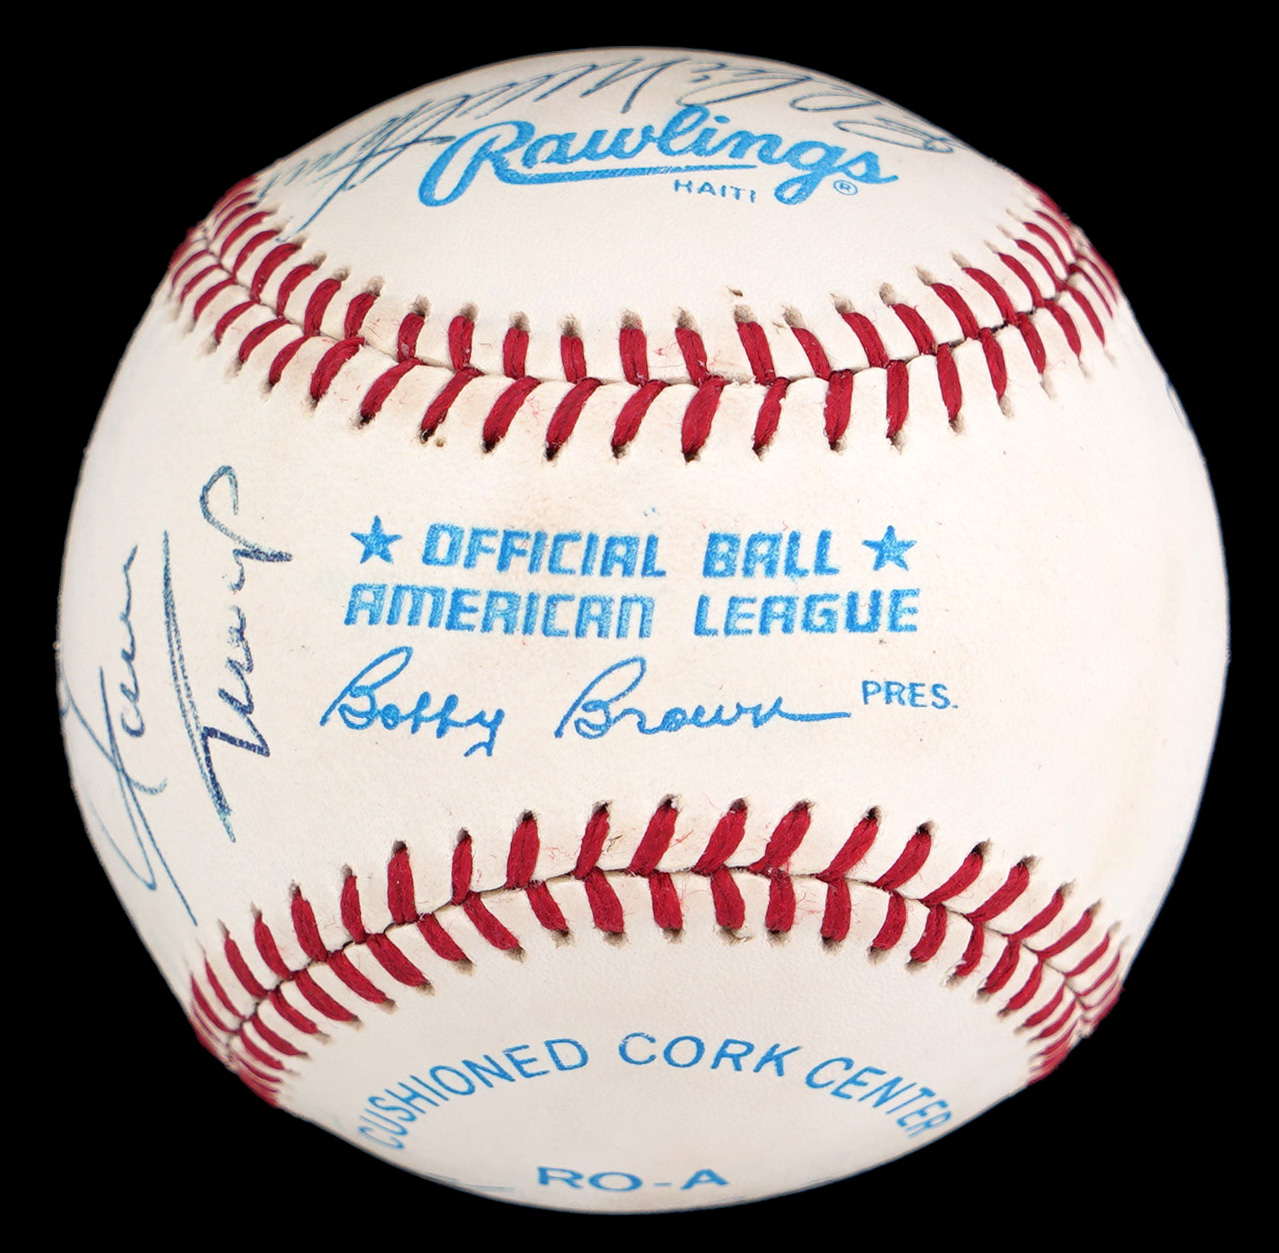 Rawlings
HAITI ®
★ OFFICIAL BALL ★
AMERICAN LEAGUE
Bobby Brown PRES.
CUSHIONED CORK CENTER
RO-A